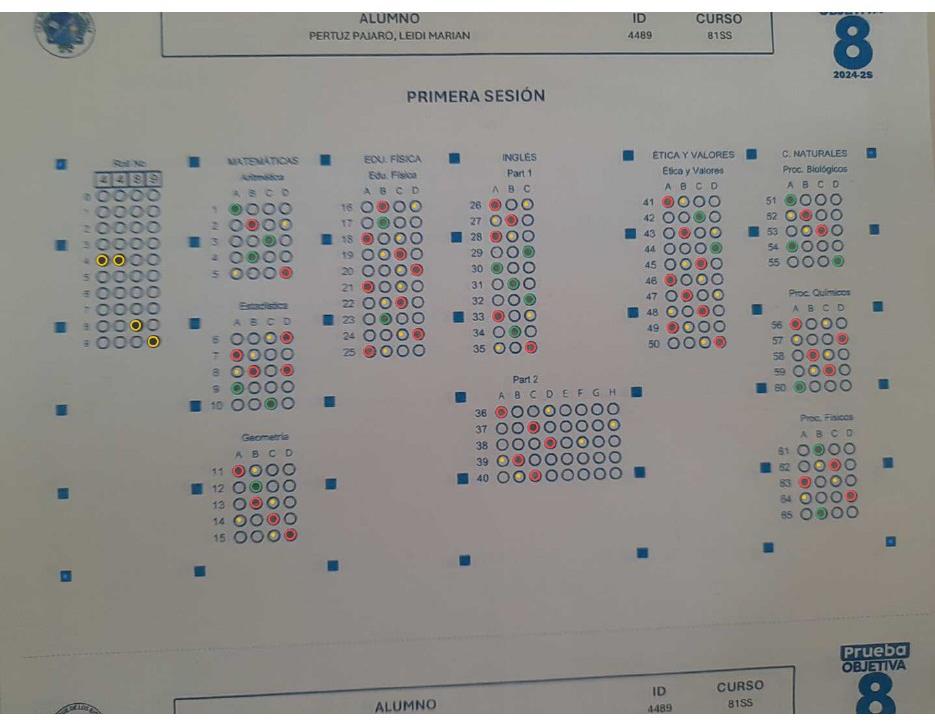 ALUMNO ID CURSO
PERTUZ PAJARO, LEIDI MARIAN 4489 81SS
OBJETIVA
8
2024-2S
PRIMERA SESIÓN
Roll No
4 4 8 9
0
1
2
3
4
5
6
7
8
9
MATEMÁTICAS
Aritmética
A B C D
1
2
3
4
5
Estadística
A B C D
6
7
8
9
10
Geometría
A B C D
11
12
13
14
15
EDU. FÍSICA
Edu. Física
A B C D
16
17
18
19
20
21
22
23
24
25
INGLÉS
Part 1
A B C
26
27
28
29
30
31
32
33
34
35
Part 2
A B C D E F G H
36
37
38
39
40
ÉTICA Y VALORES
Ética y Valores
A B C D
41
42
43
44
45
46
47
48
49
50
C. NATURALES
Proc. Biológicos
A B C D
51
52
53
54
55
Proc. Químicos
A B C D
56
57
58
59
60
Proc. Físicos
A B C D
61
62
63
64
65
Prueba
OBJETIVA
8
ALUMNO ID CURSO
4489 81SS